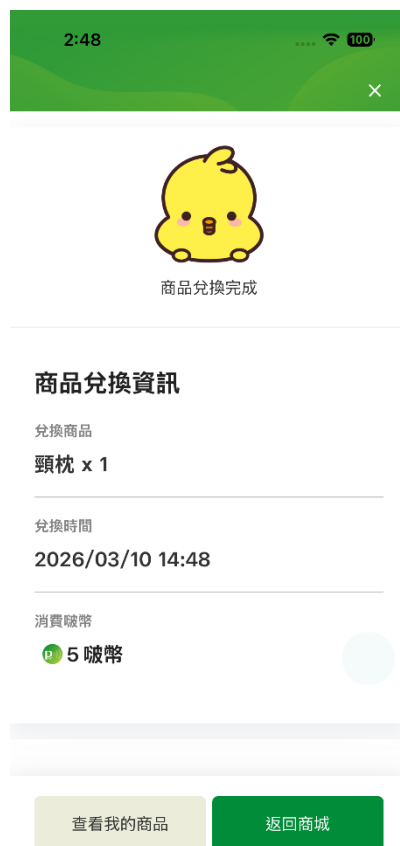 2:48
100
商品兌換完成
商品兌換資訊
兌換商品
頸枕 x 1
兌換時間
2026/03/10 14:48
消費啵幣
p
5 啵幣
查看我的商品
返回商城